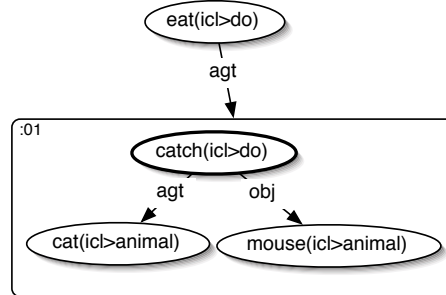 eat(icl>do)
agt
:01
catch(icl>do)
agt obj
cat(icl>animal) mouse(icl>animal)